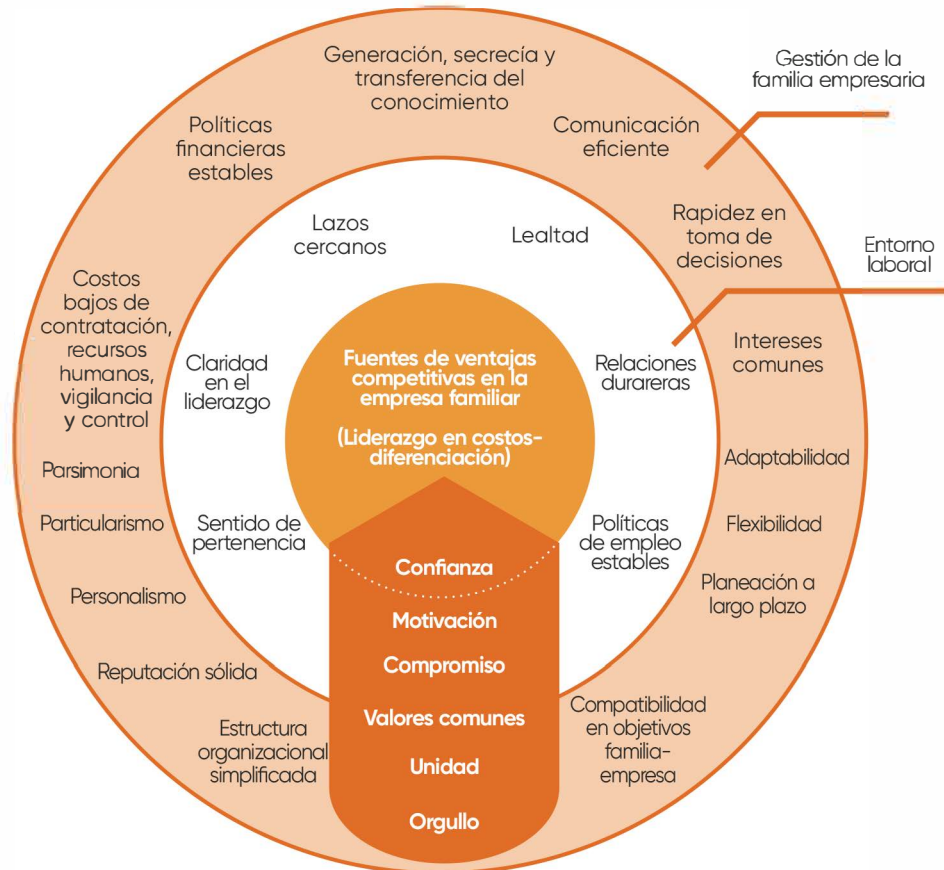 Generación, secrecía y
transferencia del
conocimiento
Gestión de la
familia empresaria
Políticas
financieras
estables
Comunicación
eficiente
Lazos
cercanos
Lealtad
Rapidez en
toma de
decisiones
Entorno
laboral
Costos
bajos de
contratación,
recursos
humanos,
vigilancia
y control
Claridad
en el
liderazgo
Fuentes de ventajas
competitivas en la
empresa familiar
(Liderazgo en costos-
diferenciación)
Relaciones
durareras
Intereses
comunes
Parsimonia
Adaptabilidad
Particularismo
Sentido de
pertenencia
Políticas
de empleo
estables
Flexibilidad
Personalismo
Planeación a
largo plazo
Reputación sólida
Estructura
organizacional
simplificada
Compatibilidad
en objetivos
familia-
empresa
Confianza
Motivación
Compromiso
Valores comunes
Unidad
Orgullo